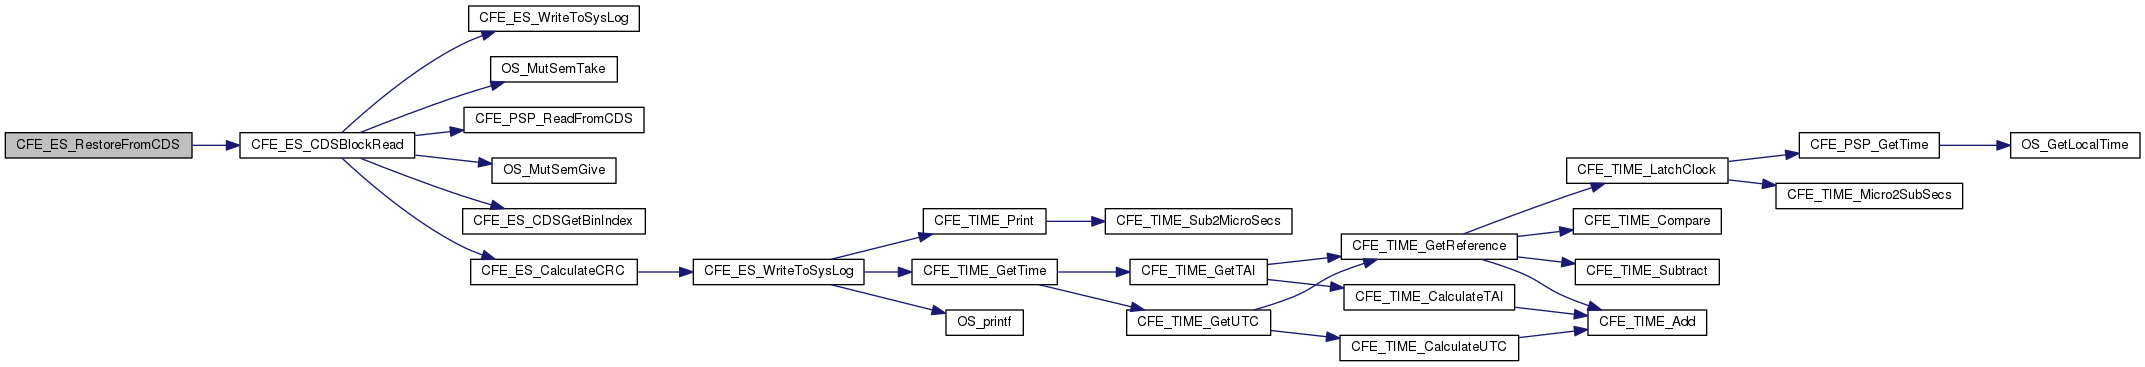 CFE_ES_RestoreFromCDS
CFE_ES_CDSBlockRead
CFE_ES_WriteToSysLog
OS_MutSemTake
CFE_PSP_ReadFromCDS
OS_MutSemGive
CFE_ES_CDSGetBinIndex
CFE_ES_CalculateCRC
CFE_ES_WriteToSysLog
CFE_TIME_Print
CFE_TIME_GetTime
OS_printf
CFE_TIME_Sub2MicroSecs
CFE_TIME_GetTAI
CFE_TIME_GetUTC
CFE_TIME_GetReference
CFE_TIME_CalculateTAI
CFE_TIME_CalculateUTC
CFE_TIME_LatchClock
CFE_TIME_Compare
CFE_TIME_Subtract
CFE_TIME_Add
CFE_PSP_GetTime
CFE_TIME_Micro2SubSecs
OS_GetLocalTime